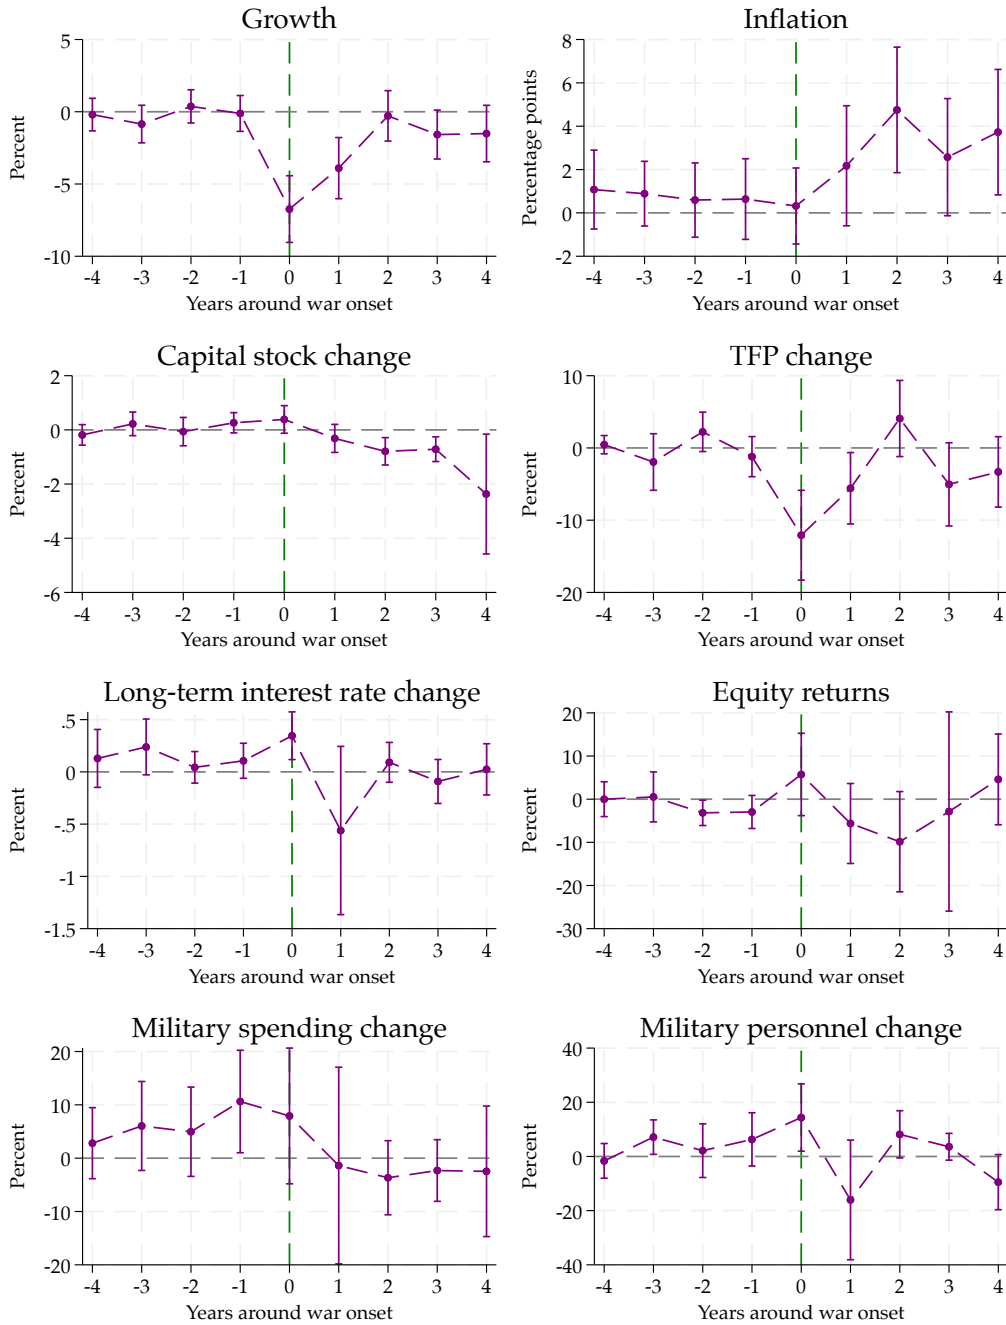 Growth
Percent
5
0
-5
-10
-4 -3 -2 -1 0 1 2 3 4
Years around war onset
Inflation
Percentage points
8
6
4
2
0
-2
-4 -3 -2 -1 0 1 2 3 4
Years around war onset
Capital stock change
Percent
2
0
-2
-4
-6
-4 -3 -2 -1 0 1 2 3 4
Years around war onset
TFP change
Percent
10
0
-10
-20
-4 -3 -2 -1 0 1 2 3 4
Years around war onset
Long-term interest rate change
Percent
.5
0
-.5
-1
-1.5
-4 -3 -2 -1 0 1 2 3 4
Years around war onset
Equity returns
Percent
20
10
0
-10
-20
-30
-4 -3 -2 -1 0 1 2 3 4
Years around war onset
Military spending change
Percent
20
10
0
-10
-20
-4 -3 -2 -1 0 1 2 3 4
Years around war onset
Military personnel change
Percent
40
20
0
-20
-40
-4 -3 -2 -1 0 1 2 3 4
Years around war onset